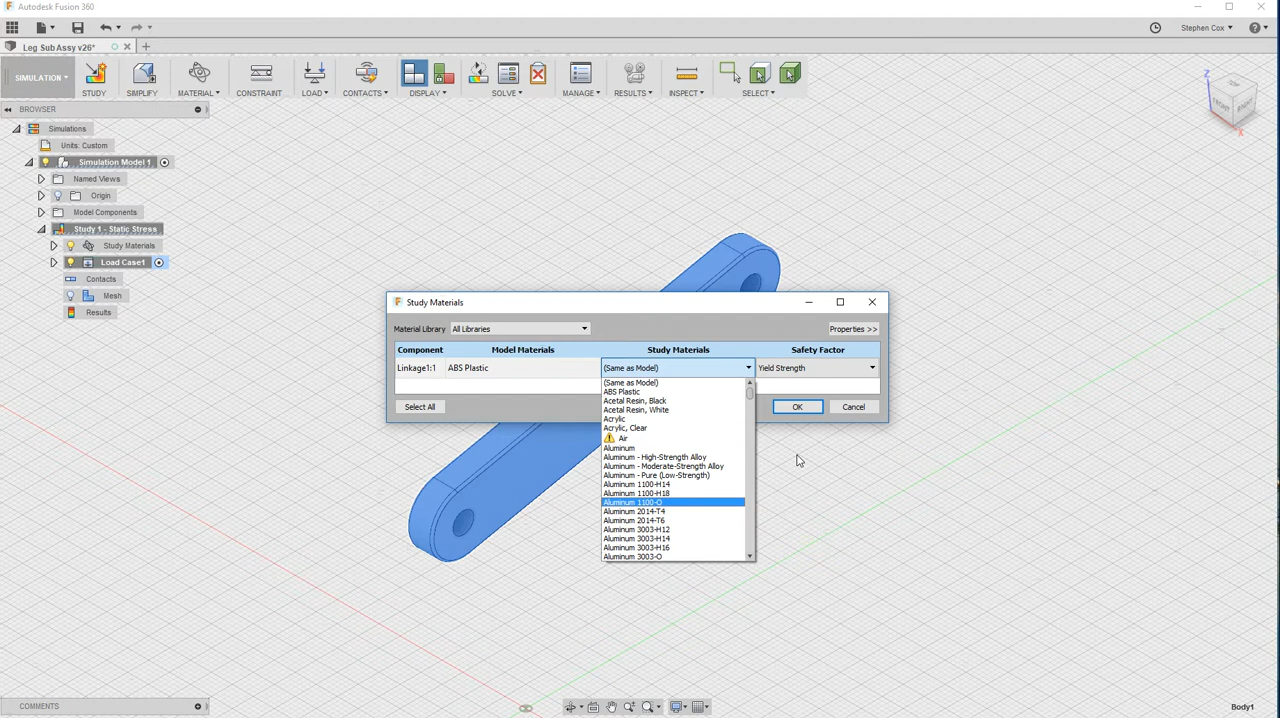 Autodesk Fusion 360
Stephen Cox
Leg Sub Assy v26*
SIMULATION
STUDY
SIMPLIFY
MATERIAL
CONSTRAINT
LOAD
CONTACTS
DISPLAY
SOLVE
MANAGE
RESULTS
INSPECT
SELECT
BROWSER
Simulations
Units: Custom
Simulation Model 1
Named Views
Origin
Model Components
Study 1 - Static Stress
Study Materials
Load Case1
Contacts
Mesh
Results
Z
TOP
FRONT
RIGHT
X
Study Materials
Material Library All Libraries Properties >>
Component Model Materials Study Materials Safety Factor
Linkage1:1 ABS Plastic (Same as Model) Yield Strength
Select All OK Cancel
(Same as Model)
ABS Plastic
Acetal Resin, Black
Acetal Resin, White
Acrylic
Acrylic, Clear
Air
Aluminum
Aluminum - High-Strength Alloy
Aluminum - Moderate-Strength Alloy
Aluminum - Pure (Low-Strength)
Aluminum 1100-H14
Aluminum 1100-H18
Aluminum 1100-O
Aluminum 2014-T4
Aluminum 2014-T6
Aluminum 3003-H12
Aluminum 3003-H14
Aluminum 3003-H16
Aluminum 3003-O
COMMENTS
Body1